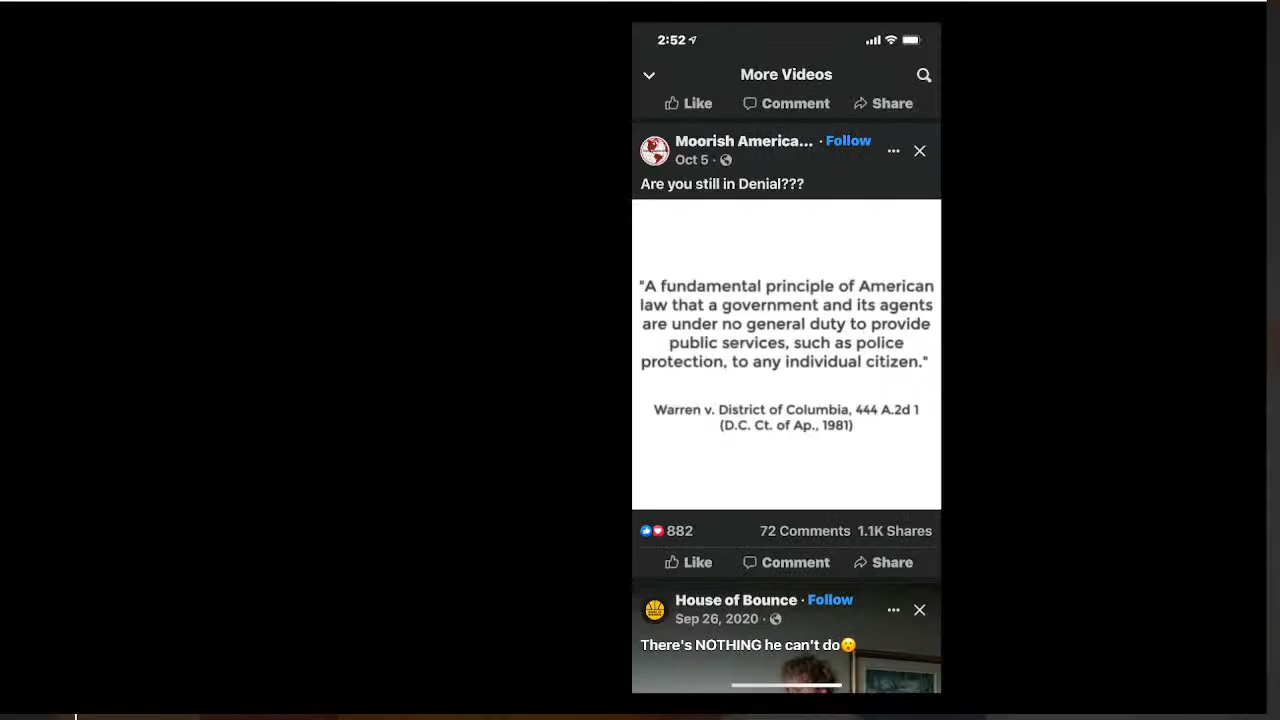 2:52
More Videos
Like Comment Share
Moorish America... · Follow
Oct 5 ·
Are you still in Denial???
"A fundamental principle of American
law that a government and its agents
are under no general duty to provide
public services, such as police
protection, to any individual citizen."
Warren v. District of Columbia, 444 A.2d 1
(D.C. Ct. of Ap., 1981)
882 72 Comments 1.1K Shares
Like Comment Share
House of Bounce · Follow
Sep 26, 2020 ·
There's NOTHING he can't do😮